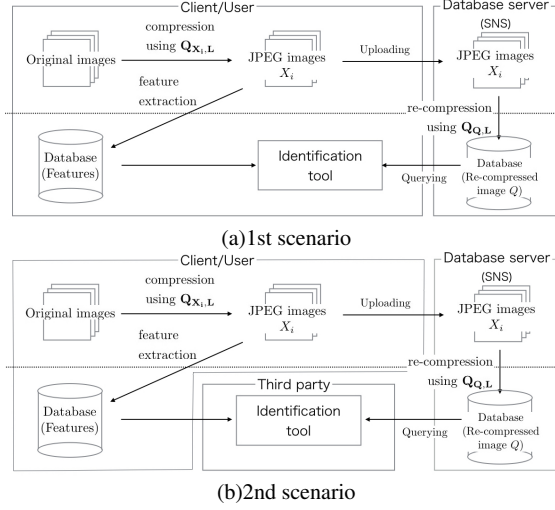 Client/User
Database server
(SNS)
Original images
compression
using Q_{X_i,L}
JPEG images
X_i
Uploading
JPEG images
X_i
feature
extraction
re-compression
using Q_{Q,L}
Database
(Features)
Identification
tool
Querying
Database
(Re-compressed
image Q)
(a)1st scenario
Client/User
Database server
(SNS)
Original images
compression
using Q_{X_i,L}
JPEG images
X_i
Uploading
JPEG images
X_i
feature
extraction
re-compression
using Q_{Q,L}
Third party
Database
(Features)
Identification
tool
Querying
Database
(Re-compressed
image Q)
(b)2nd scenario